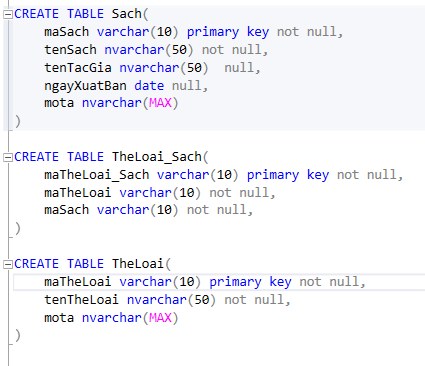 CREATE TABLE Sach(
maSach varchar(10) primary key not null,
tenSach nvarchar(50) not null,
tenTacGia nvarchar(50)  null,
ngayXuatBan date null,
mota nvarchar(MAX)
)
CREATE TABLE TheLoai_Sach(
maTheLoai_Sach varchar(10) primary key not null,
maTheLoai varchar(10) not null,
maSach varchar(10) not null,
)
CREATE TABLE TheLoai(
maTheLoai varchar(10) primary key not null,
tenTheLoai nvarchar(50) not null,
mota nvarchar(MAX)
)